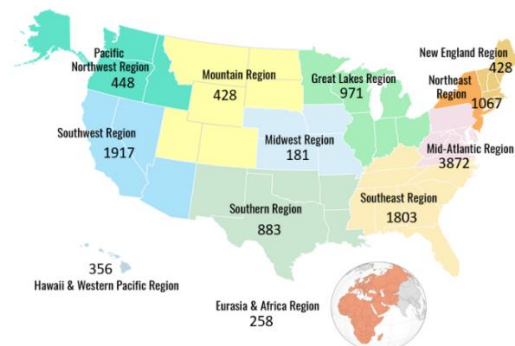 Pacific
Northwest Region
448
Mountain Region
428
Great Lakes Region
971
New England Region
428
Northeast
Region
1067
Southwest Region
1917
Midwest Region
181
Mid-Atlantic Region
3872
Southern Region
883
Southeast Region
1803
356
Hawaii & Western Pacific Region
Eurasia & Africa Region
258